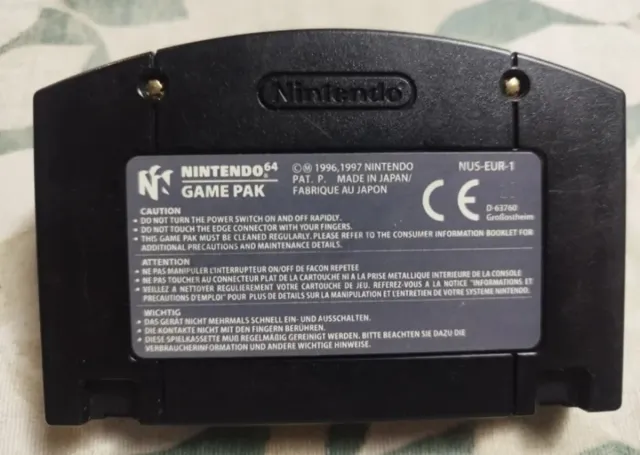 Nintendo
NINTENDO 64
GAME PAK
©Ⓜ 1996,1997 NINTENDO
PAT. P. MADE IN JAPAN/
FABRIQUE AU JAPON
NUS-EUR-1
CE
D-63760
Großostheim
CAUTION
• DO NOT TURN THE POWER SWITCH ON AND OFF RAPIDLY.
• DO NOT TOUCH THE EDGE CONNECTOR WITH YOUR FINGERS.
• THIS GAME PAK MUST BE CLEANED REGULARLY. PLEASE REFER TO THE CONSUMER INFORMATION BOOKLET FOR
ADDITIONAL PRECAUTIONS AND MAINTENANCE DETAILS.
ATTENTION
• NE PAS MANIPULER L'INTERRUPTEUR ON/OFF DE FACON REPETEE
• NE PAS TOUCHER AU CONNECTEUR PLAT DE LA CARTOUCHE NI À LA PRISE METALLIQUE INTERIEURE DE LA CONSOLE
• VEILLEZ A NETTOYER REGULIEREMENT VOTRE CARTOUCHE DE JEU. REFEREZ-VOUS A LA NOTICE "INFORMATIONS ET
PRECAUTIONS D'EMPLOI" POUR PLUS DE DETAILS SUR LA MANIPULATION ET L'ENTRETIEN DE VOTRE SYSTEME NINTENDO.
WICHTIG
• DAS GERÄT NICHT MEHRMALS SCHNELL EIN- UND AUSSCHALTEN.
• DIE KONTAKTE NICHT MIT DEN FINGERN BERÜHREN.
• DIESE SPIELKASSETTE MUß REGELMÄßIG GEREINIGT WERDEN. BITTE BEACHTEN SIE DAZU DIE
VERBRAUCHERINFORMATION UND ANDERE WICHTIGE HINWEISE.